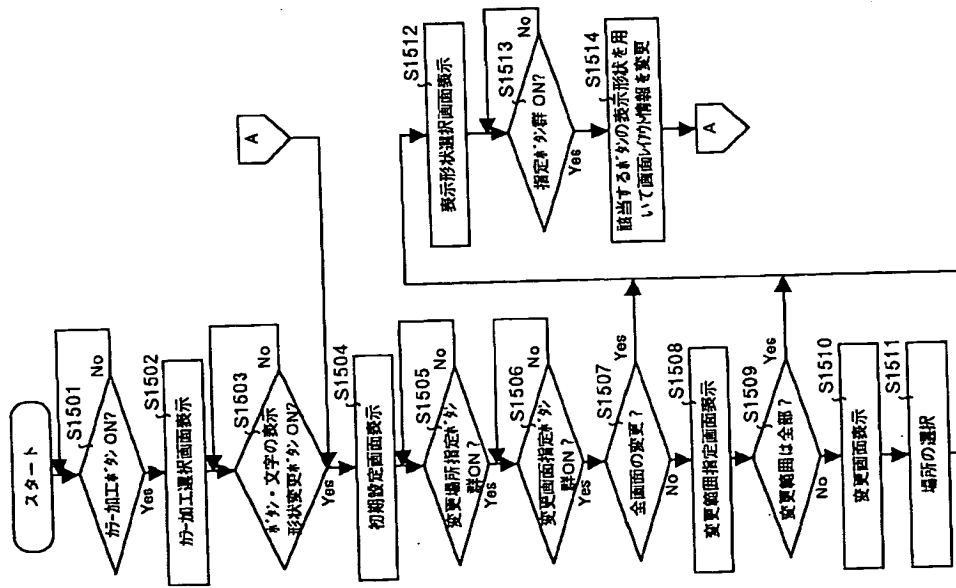 スタート
S1501
ｶﾗｰ加工ﾎﾞﾀﾝ ON?
No
Yes
S1502
ｶﾗｰ加工選択画面表示
S1503
ﾎﾞﾀﾝ・文字の表示
形状変更ﾎﾞﾀﾝ ON?
No
Yes
A
S1504
初期設定画面表示
S1505
変更場所指定ﾎﾞﾀﾝ
群ON？
No
Yes
S1506
変更画面指定ﾎﾞﾀﾝ
群ON？
No
Yes
S1507
全画面の変更？
Yes
No
S1508
変更範囲指定画面表示
S1509
変更範囲は全部？
Yes
No
S1510
変更画面表示
S1511
場所の選択
S1512
表示形状選択画面表示
S1513
指定ﾎﾞﾀﾝ群 ON?
No
Yes
S1514
該当するﾎﾞﾀﾝの表示形状を用
いて画面ﾚｲｱｳﾄ情報を変更
A